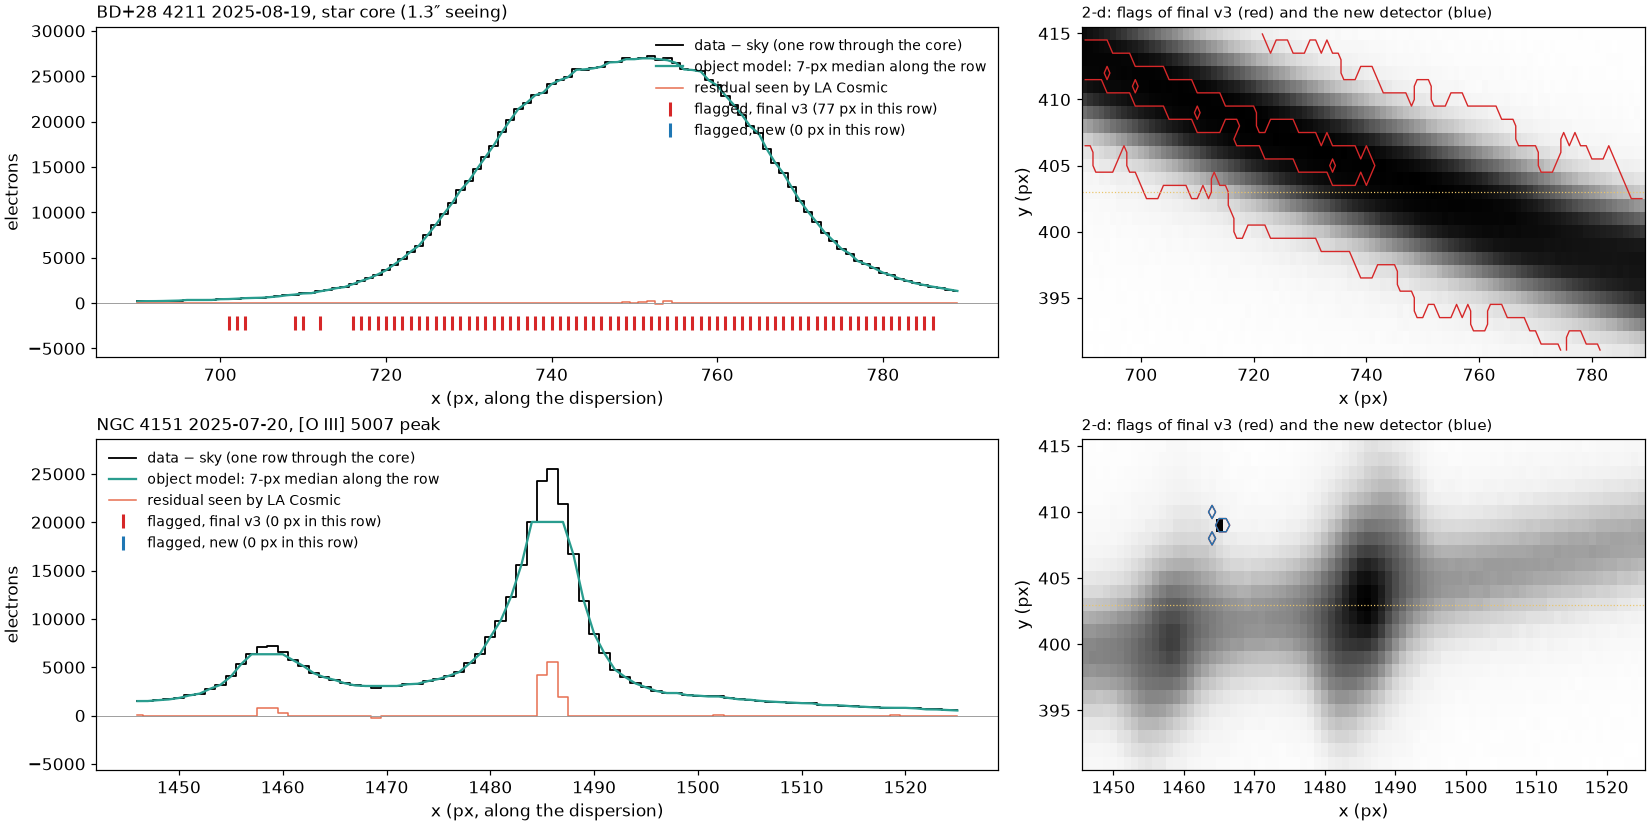 BD+28 4211 2025-08-19, star core (1.3″ seeing)
30000
25000
20000
15000
10000
5000
0
−5000
electrons
data − sky (one row through the core)
object model: 7-px median along the row
residual seen by LA Cosmic
flagged, final v3 (77 px in this row)
flagged, new (0 px in this row)
700
720
740
760
780
x (px, along the dispersion)
2-d: flags of final v3 (red) and the new detector (blue)
415
410
405
400
395
y (px)
700
720
740
760
780
x (px)
NGC 4151 2025-07-20, [O III] 5007 peak
25000
20000
15000
10000
5000
0
−5000
electrons
data − sky (one row through the core)
object model: 7-px median along the row
residual seen by LA Cosmic
flagged, final v3 (0 px in this row)
flagged, new (0 px in this row)
1450
1460
1470
1480
1490
1500
1510
1520
x (px, along the dispersion)
2-d: flags of final v3 (red) and the new detector (blue)
415
410
405
400
395
y (px)
1450
1460
1470
1480
1490
1500
1510
1520
x (px)